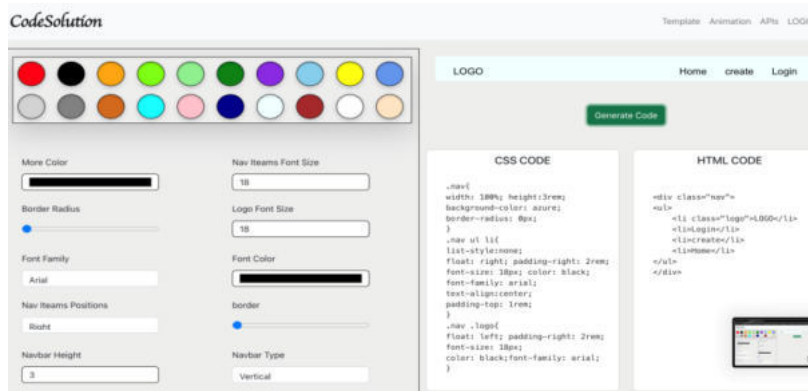 CodeSolution
Template Animation APIs LOGO
LOGO Home create Login
Generate Code
More Color
Nav Iteams Font Size
18
Border Radius
Logo Font Size
18
Font Family
Arial
Font Color
Nav Iteams Positions
Right
border
Navbar Height
3
Navbar Type
Vertical
CSS CODE
.nav{
width: 100%; height:3rem;
background-color: azure;
border-radius: 0px;
}
.nav ul li{
list-style:none;
float: right; padding-right: 2rem;
font-size: 18px; color: black;
font-family: arial;
text-align:center;
padding-top: 1rem;
}
.nav .logo{
float: left; padding-right: 2rem;
font-size: 18px;
color: black;font-family: arial;
}
HTML CODE
<div class="nav">
<ul>
<li class="logo">LOGO</li>
<li>Login</li>
<li>create</li>
<li>Home</li>
</ul>
</div>